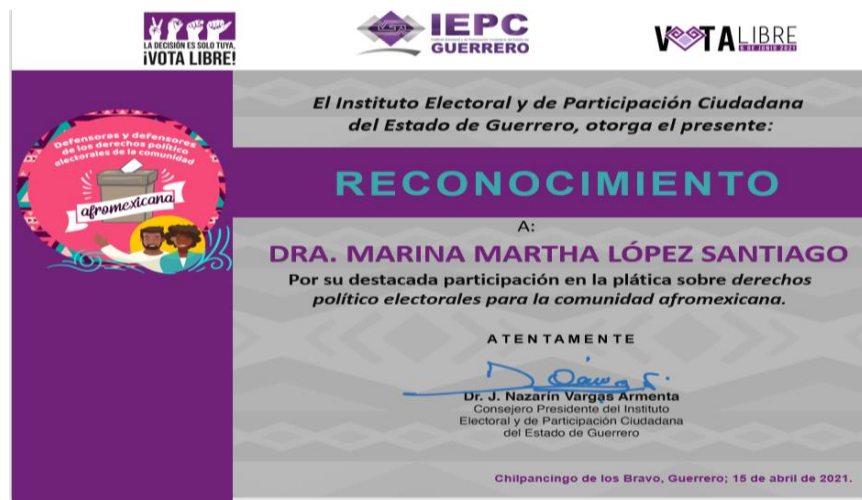 LA DECISIÓN ES SOLO TUYA,
¡VOTA LIBRE!
IEPC
GUERRERO
VOTA LIBRE
6 DE JUNIO 2021
Defensoras y defensores
de los derechos político
electorales de la comunidad
afromexicana
El Instituto Electoral y de Participación Ciudadana
del Estado de Guerrero, otorga el presente:
RECONOCIMIENTO
A:
DRA. MARINA MARTHA LÓPEZ SANTIAGO
Por su destacada participación en la plática sobre derechos
político electorales para la comunidad afromexicana.
ATENTAMENTE
Dr. J. Nazarín Vargas Armenta
Consejero Presidente del Instituto
Electoral y de Participación Ciudadana
del Estado de Guerrero
Chilpancingo de los Bravo, Guerrero; 15 de abril de 2021.